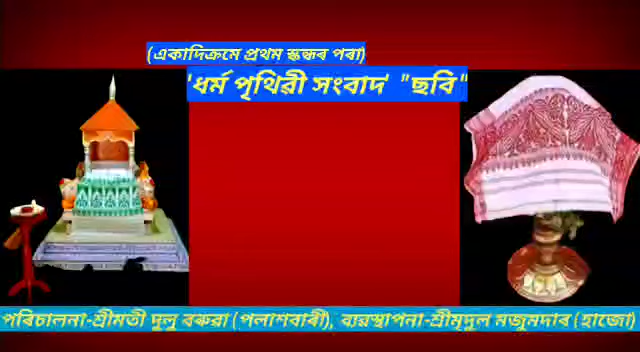 (একাদিক্ৰমে প্ৰথম স্কন্ধৰ পৰা)
'ধৰ্ম পৃথিৱী সংবাদ' "ছবি"
পৰিচালনা-শ্ৰীমতী দুলু বৰুৱা (পলাশবাৰী), ব্যৱস্থাপনা-শ্ৰীমৃদুল মজুমদাৰ (হাজো)